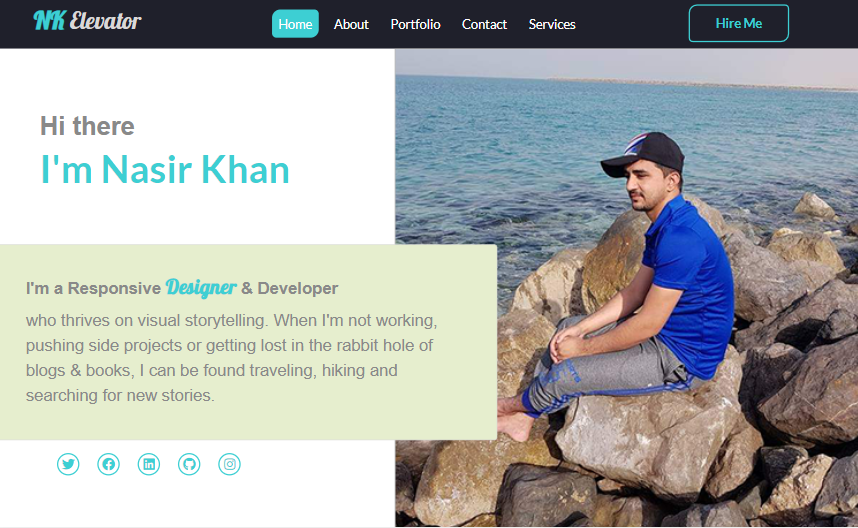 NK Elevator
Home About Portfolio Contact Services
Hire Me
Hi there
I'm Nasir Khan
I'm a Responsive Designer & Developer
who thrives on visual storytelling. When I'm not working,
pushing side projects or getting lost in the rabbit hole of
blogs & books, I can be found traveling, hiking and
searching for new stories.